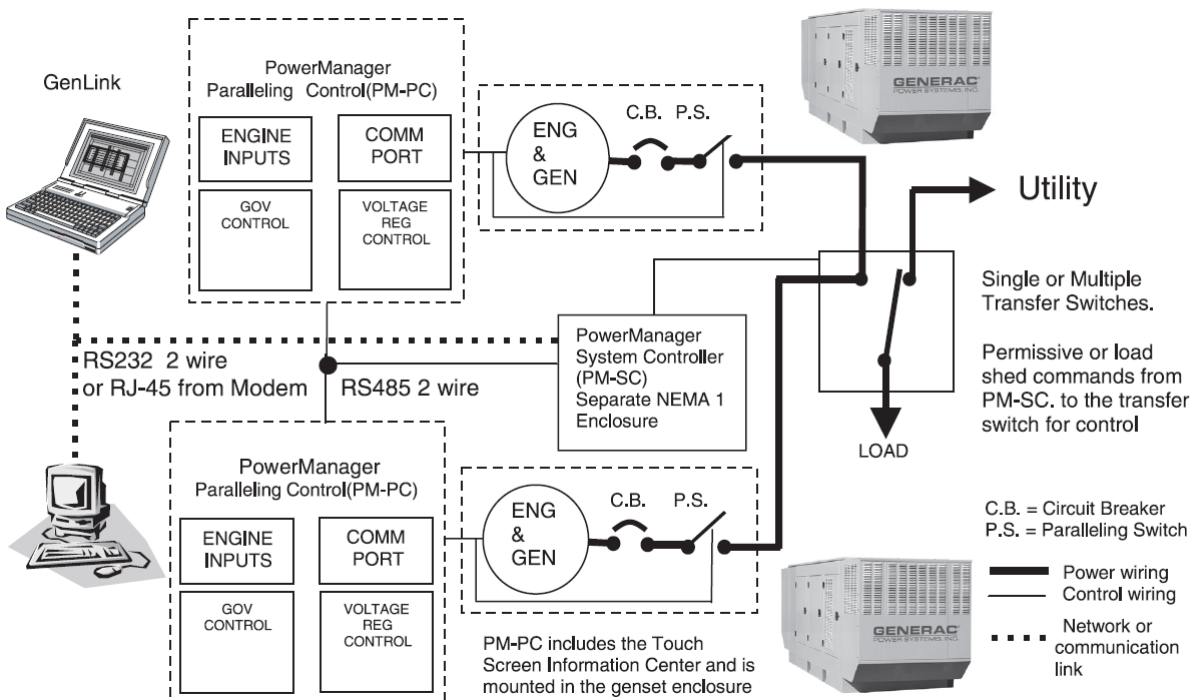 GenLink
PowerManager
Paralleling Control(PM-PC)
ENGINE
INPUTS
COMM
PORT
GOV
CONTROL
VOLTAGE
REG
CONTROL
ENG
&
GEN
C.B. P.S.
GENERAC
POWER SYSTEMS, INC.
Utility
Single or Multiple
Transfer Switches.
Permissive or load
shed commands from
PM-SC. to the transfer
switch for control
LOAD
RS232 2 wire
or RJ-45 from Modem
RS485 2 wire
PowerManager
System Controller
(PM-SC)
Separate NEMA 1
Enclosure
PowerManager
Paralleling Control(PM-PC)
ENGINE
INPUTS
COMM
PORT
GOV
CONTROL
VOLTAGE
REG
CONTROL
ENG
&
GEN
C.B. P.S.
PM-PC includes the Touch
Screen Information Center and is
mounted in the genset enclosure
GENERAC
POWER SYSTEMS, INC.
C.B. = Circuit Breaker
P.S. = Paralleling Switch
Power wiring
Control wiring
Network or
communication
link